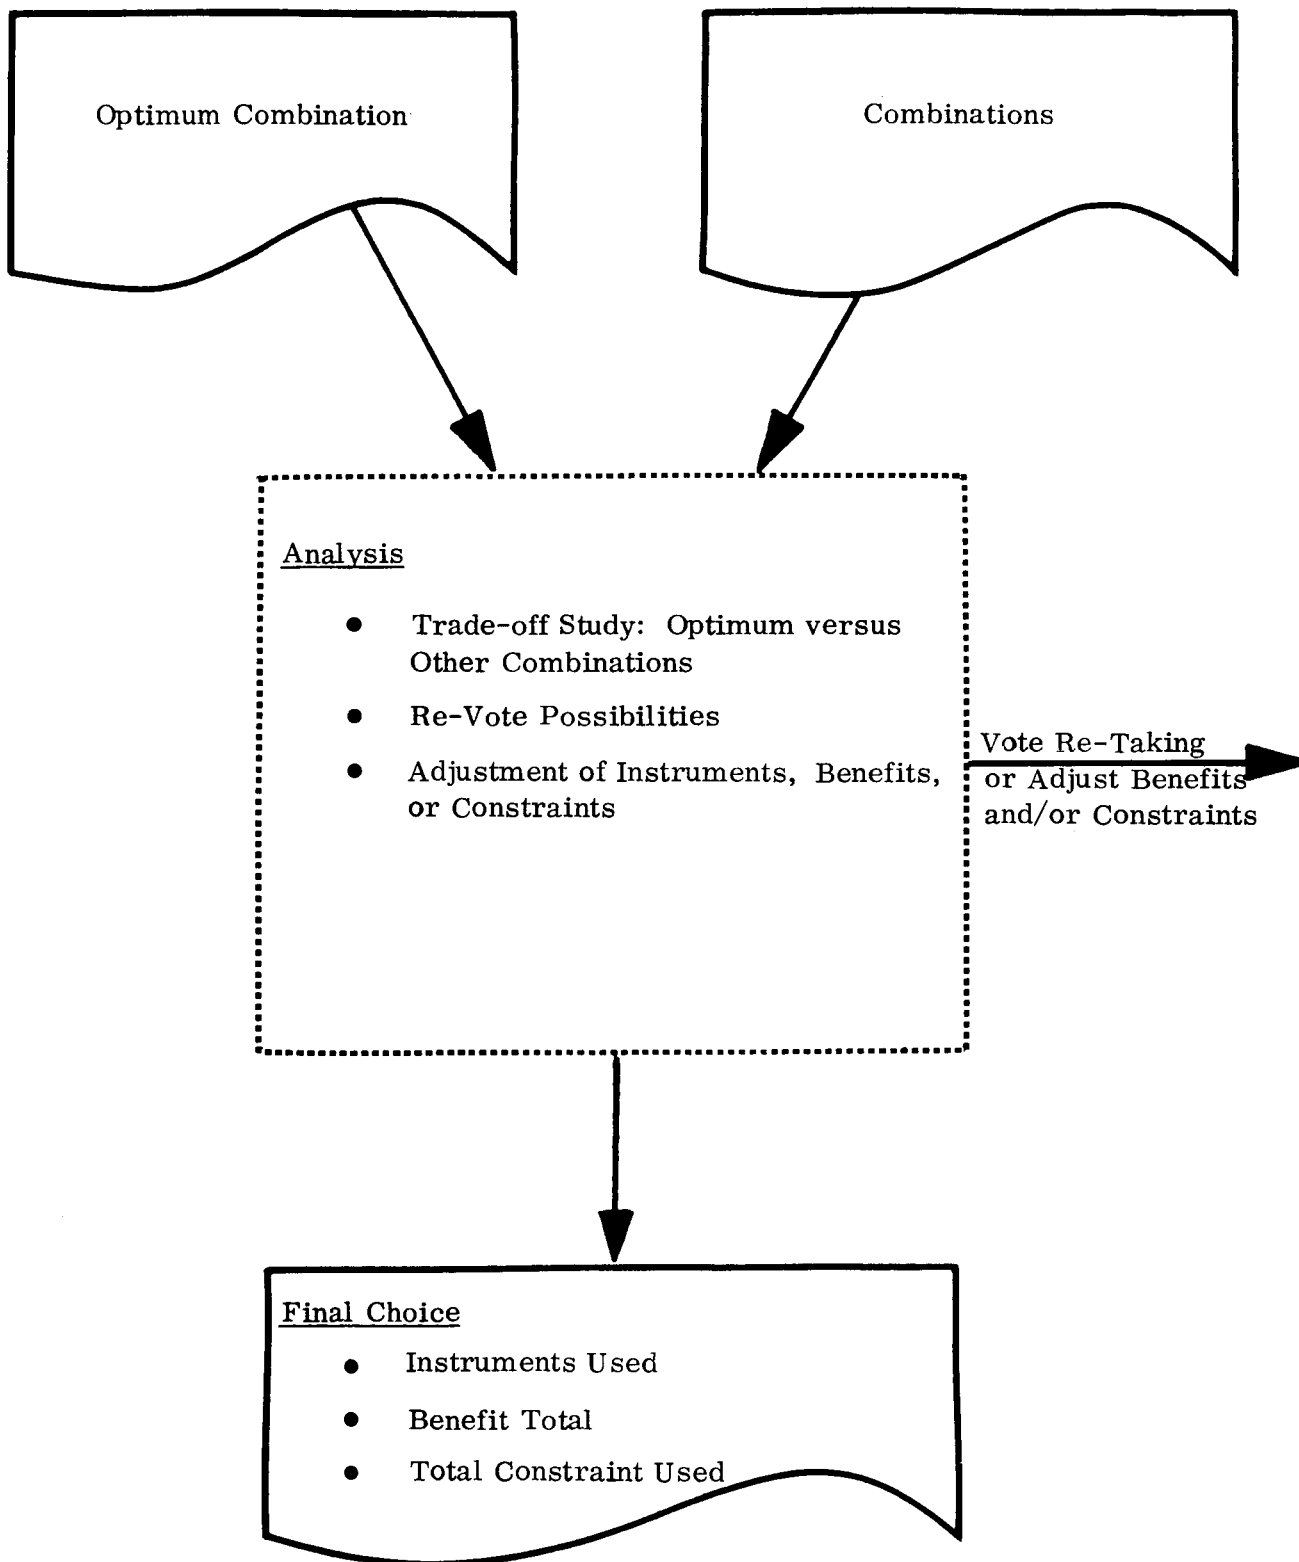 Optimum Combination
Combinations
Analysis
● Trade-off Study: Optimum versus
Other Combinations
● Re-Vote Possibilities
● Adjustment of Instruments, Benefits,
or Constraints
Vote Re-Taking
or Adjust Benefits
and/or Constraints
Final Choice
● Instruments Used
● Benefit Total
● Total Constraint Used